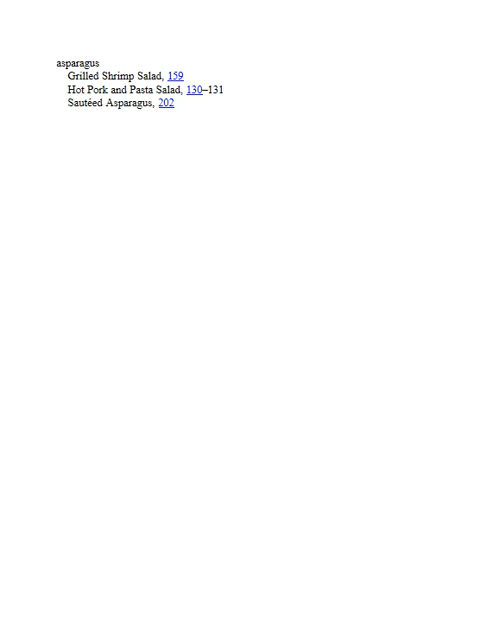 asparagus
Grilled Shrimp Salad, 159
Hot Pork and Pasta Salad, 130–131
Sautéed Asparagus, 202